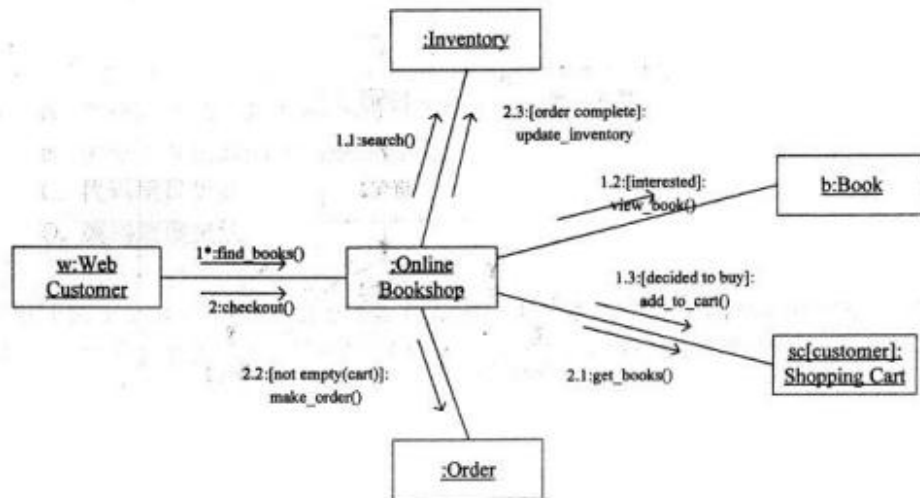 :Inventory
1.1:search()
2.3:[order complete]:
update_inventory
1.2:[interested]:
view_book()
b:Book
w:Web
Customer
1*:find_books()
2:checkout()
:Online
Bookshop
1.3:[decided to buy]:
add_to_cart()
sc[customer]:
Shopping Cart
2.1:get_books()
2.2:[not empty(cart)]:
make_order()
:Order